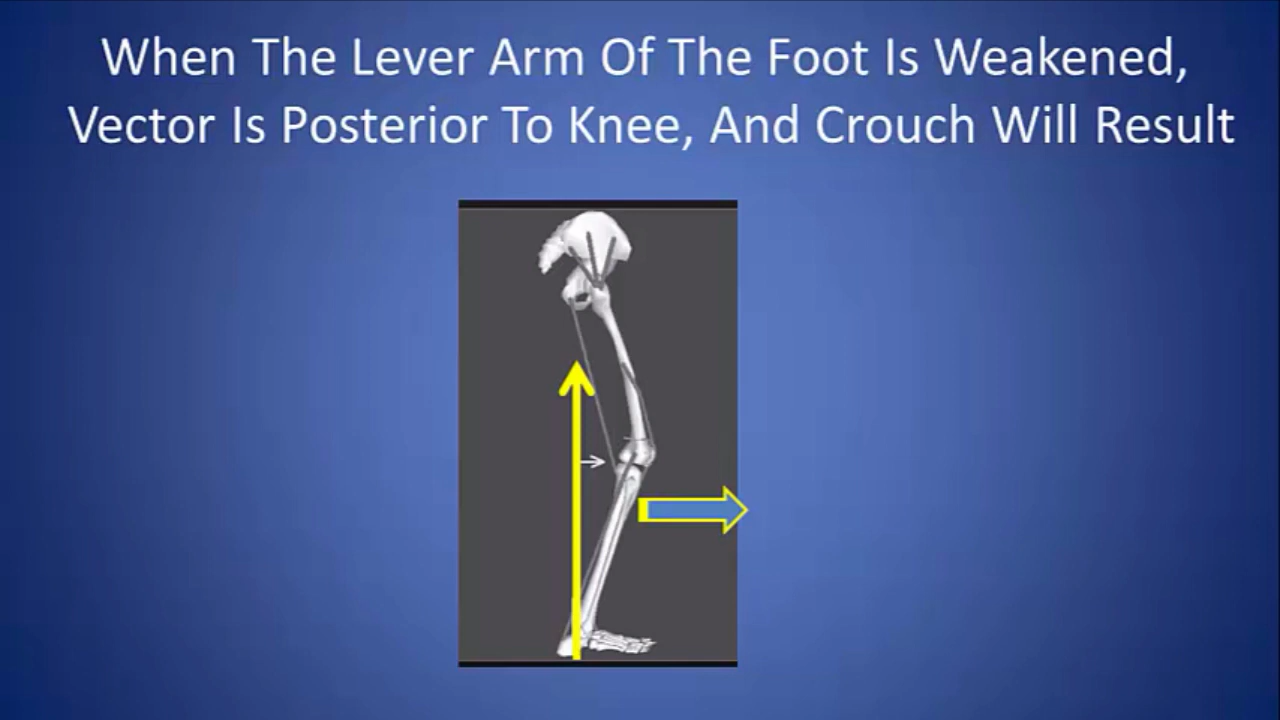 When The Lever Arm Of The Foot Is Weakened,
Vector Is Posterior To Knee, And Crouch Will Result